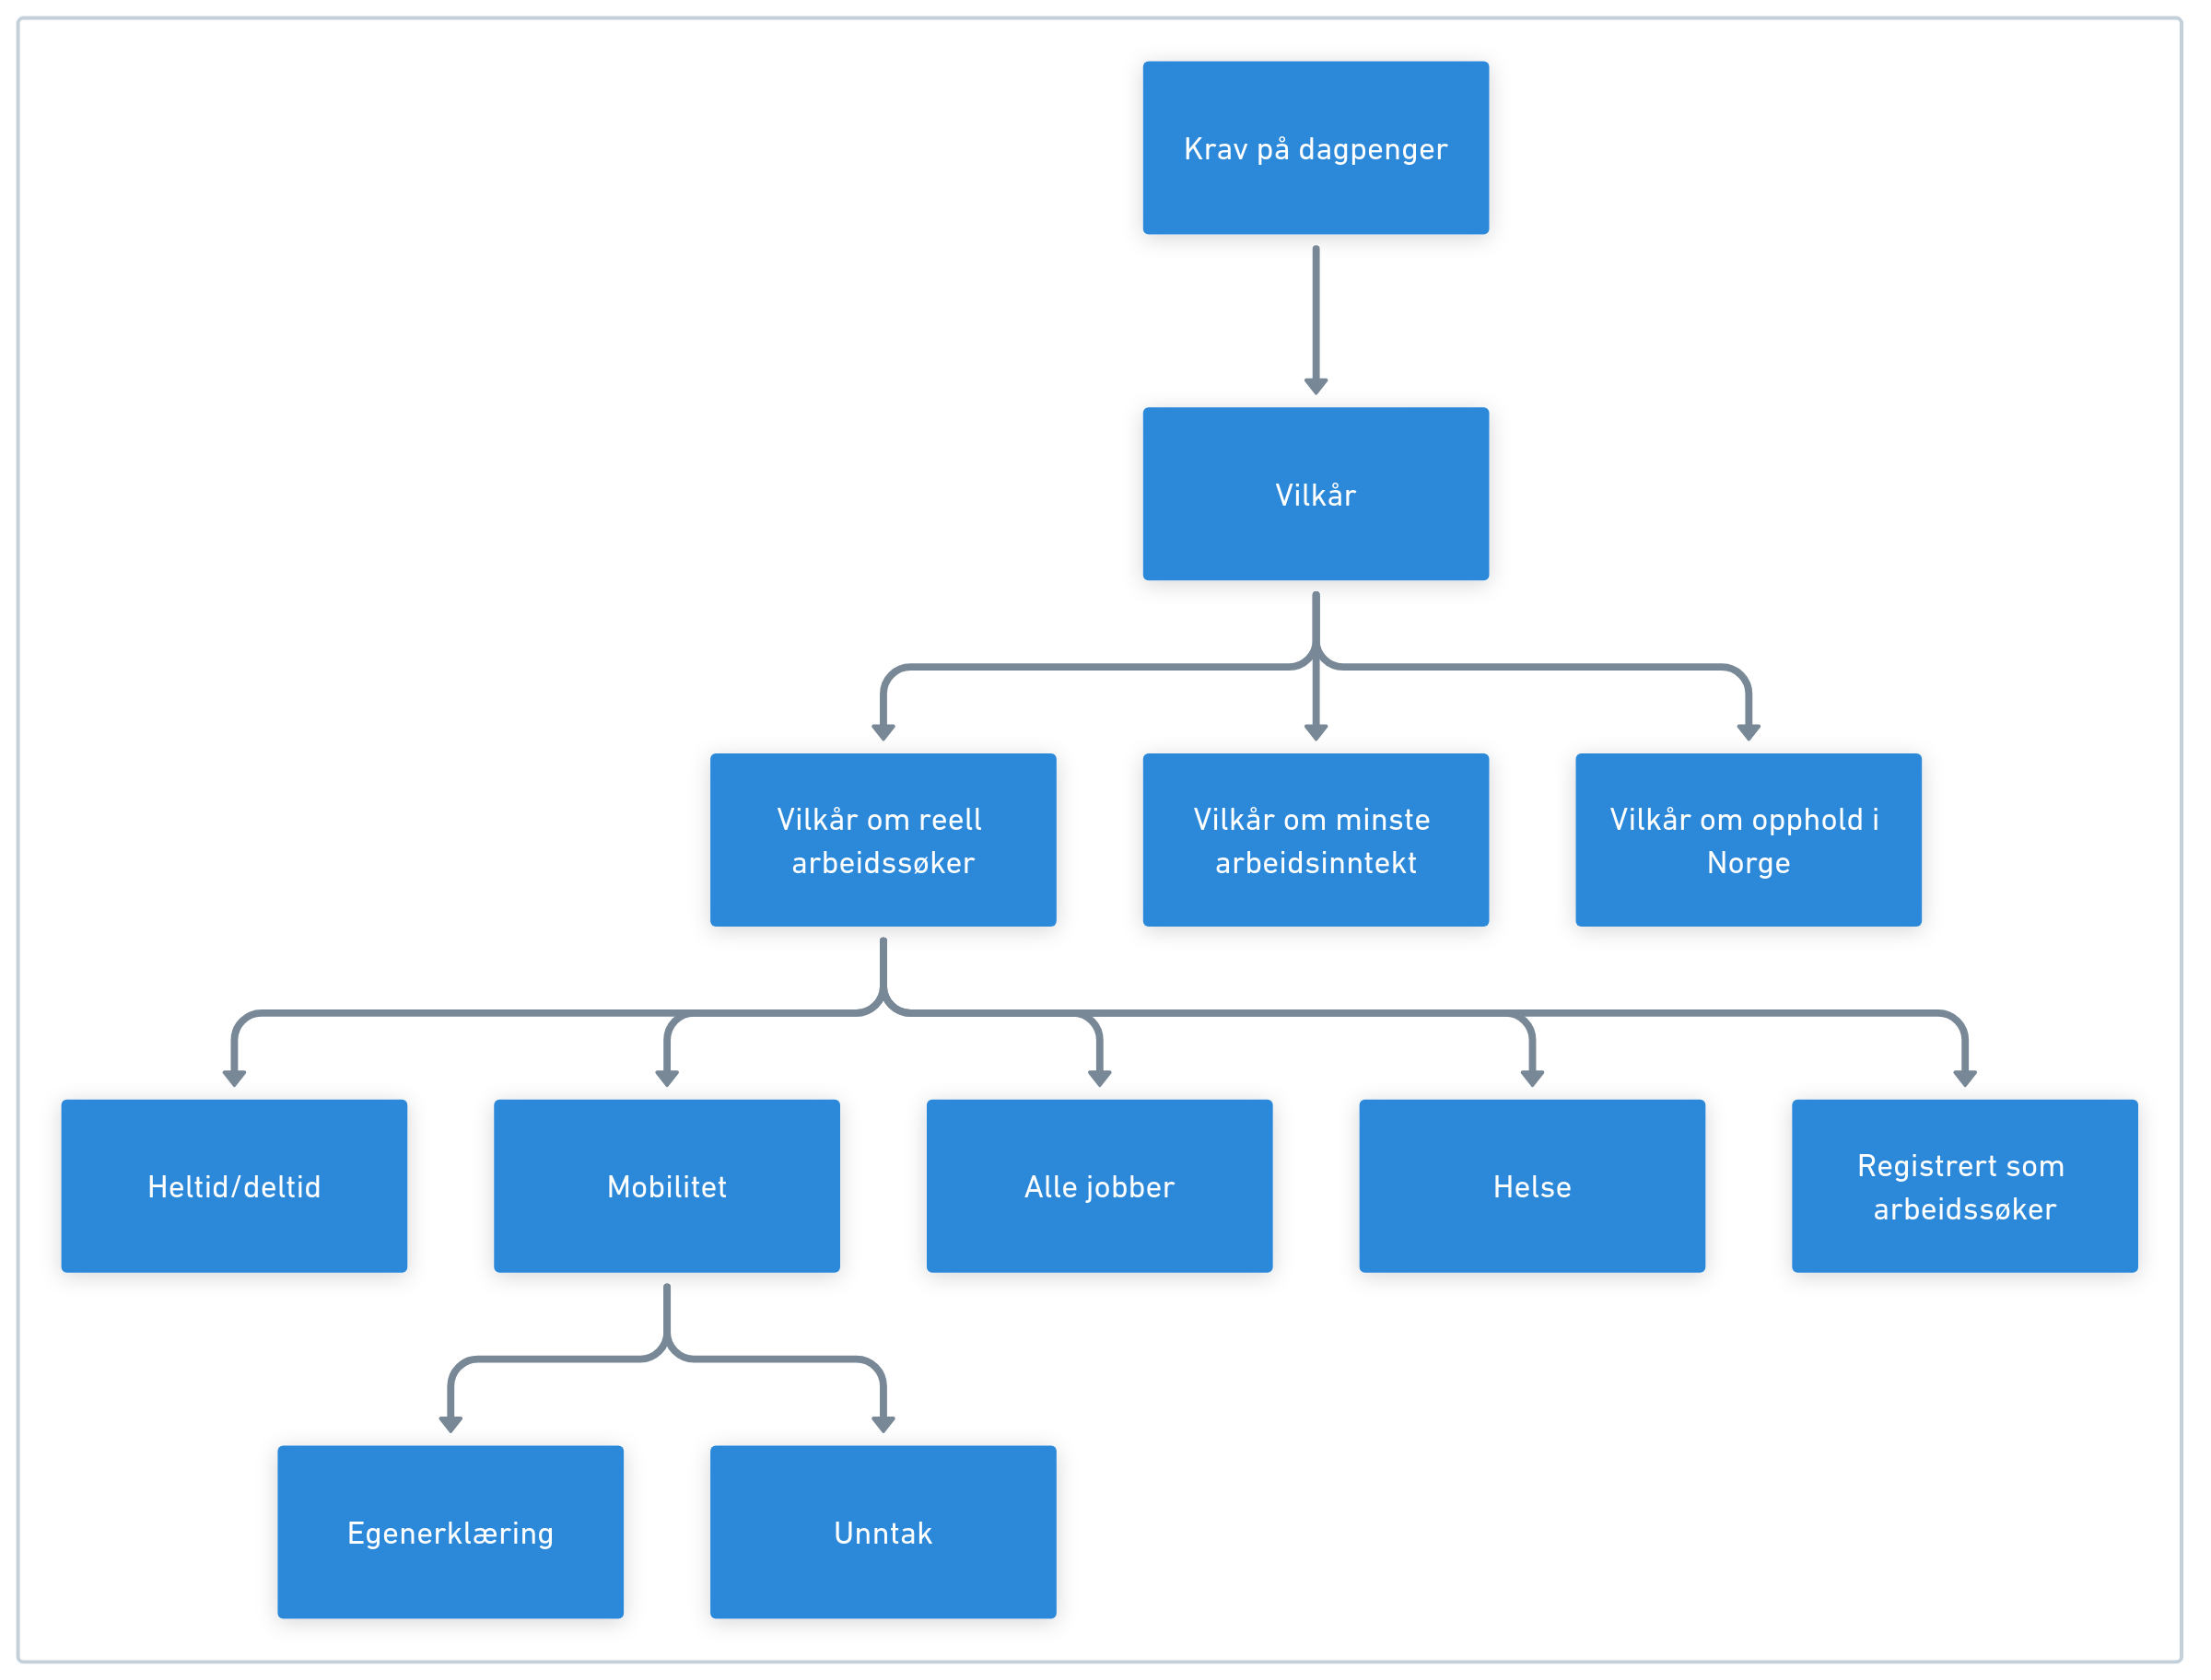 Krav på dagpenger
Vilkår
Vilkår om reell
arbeidssøker
Vilkår om minste
arbeidsinntekt
Vilkår om opphold i
Norge
Heltid/deltid
Mobilitet
Alle jobber
Helse
Registrert som
arbeidssøker
Egenerklæring
Unntak